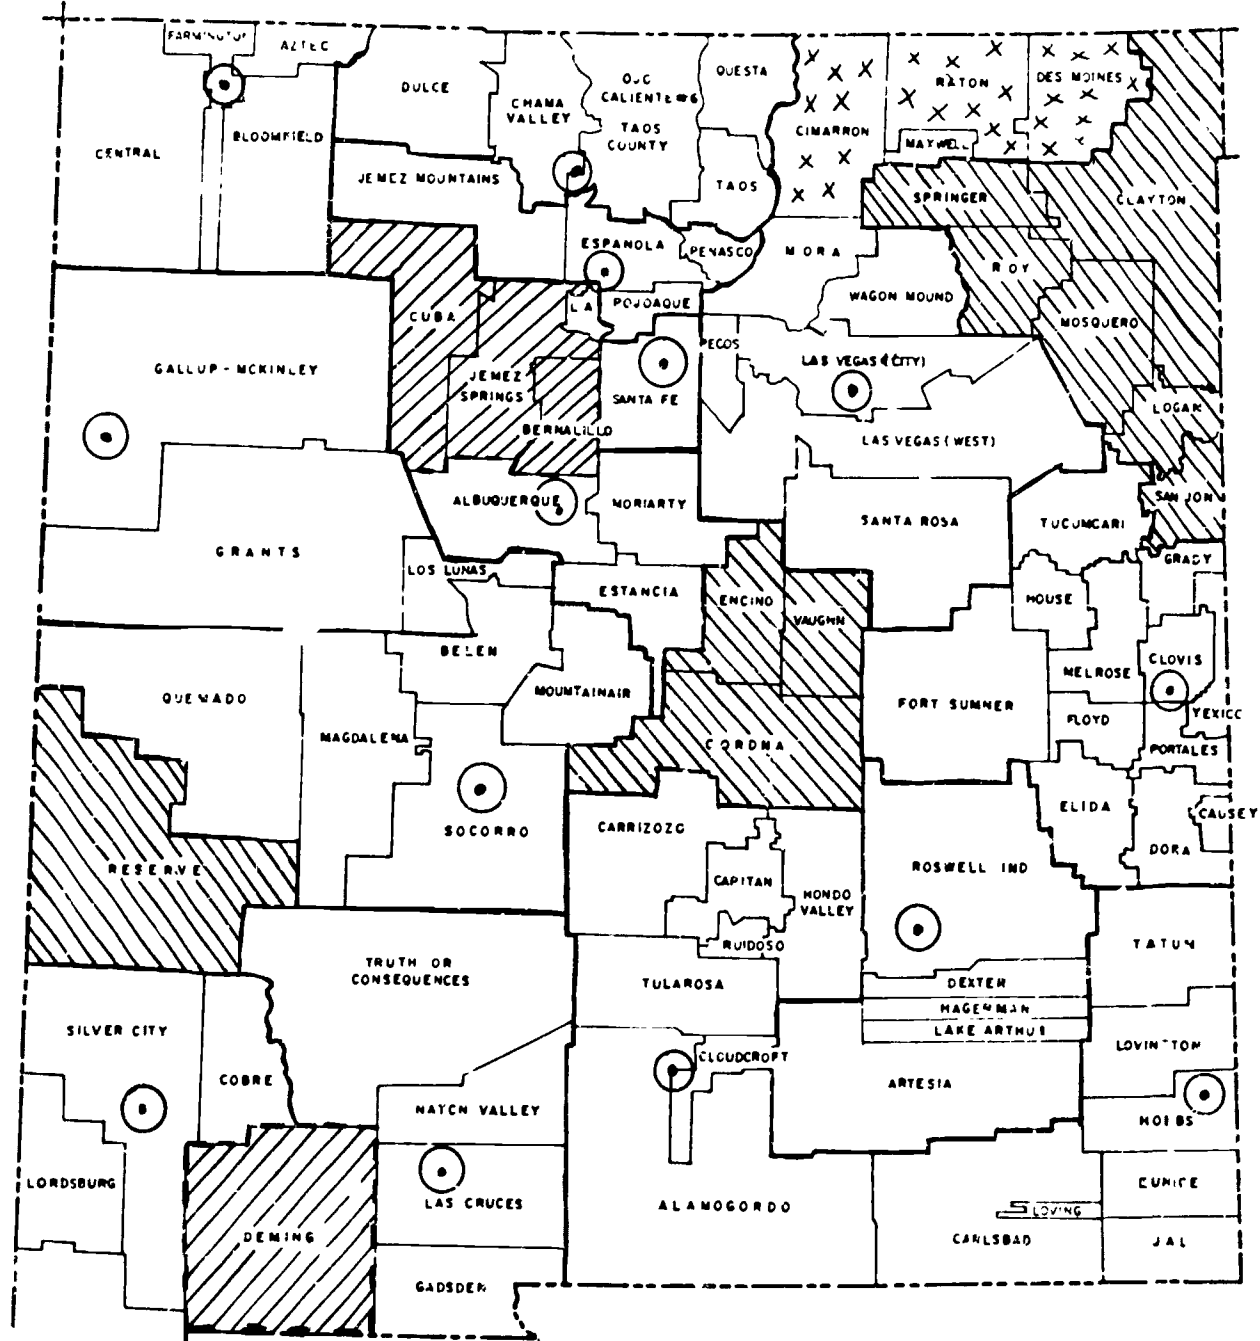 FARMINGTON
AZTEC
DULCE
CHAMA
VALLEY
OJO
CALIENTE #6
TAOS
COUNTY
QUESTA
CIMARRON
RATON
DES MOINES
MAXWELL
CENTRAL
BLOOMFIELD
JEMEZ MOUNTAINS
TAOS
SPRINGER
CLAYTON
ESPANOLA
PENASCO
MORA
ROY
CUBA
L A
POJOAQUE
WAGON MOUND
MOSQUERO
GALLUP - MCKINLEY
JEMEZ
SPRINGS
SANTA FE
PECOS
LAS VEGAS (CITY)
LOGAN
BERNALILLO
LAS VEGAS (WEST)
ALBUQUERQUE
MORIARTY
SANTA ROSA
TUCUMCARI
SAN JON
GRANTS
LOS LUNAS
ESTANCIA
ENCINO
VAUGHN
HOUSE
GRADY
BELEN
QUEMADO
MOUNTAINAIR
FORT SUMNER
MELROSE
CLOVIS
MAGDALENA
CORONA
FLOYD
TEXICO
PORTALES
SOCORRO
CARRIZOZO
ELIDA
CAUSEY
DORA
RESERVE
CAPITAN
HONDO
VALLEY
ROSWELL IND
RUIDOSO
TATUM
TRUTH OR
CONSEQUENCES
TULAROSA
DEXTER
HAGERMAN
LAKE ARTHUR
SILVER CITY
COBRE
CLOUDCROFT
ARTESIA
LOVINGTON
HATCH VALLEY
HOBBS
LORDSBURG
LAS CRUCES
ALAMOGORDO
LOVING
EUNICE
DEMING
CARLSBAD
JAL
GADSDEN